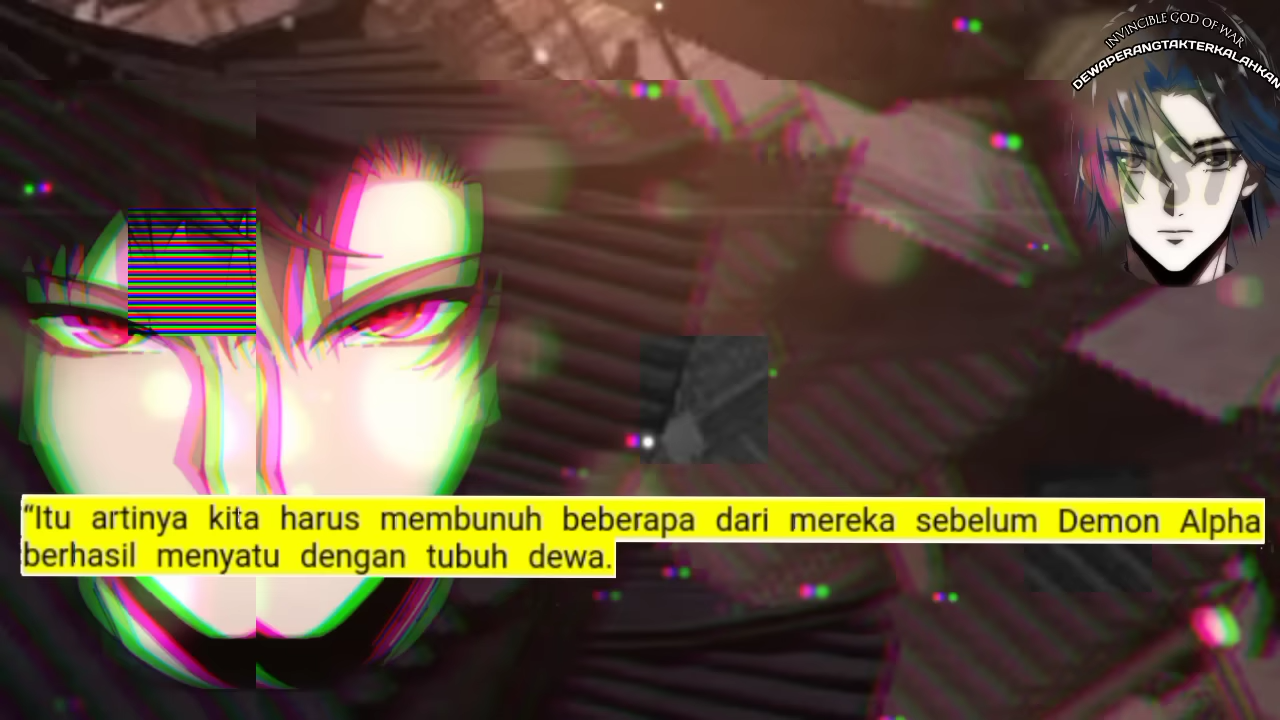 INVINCIBLE GOD OF WAR
DEWAPERANGTAKTERKALAHKAN
“Itu artinya kita harus membunuh beberapa dari mereka sebelum Demon Alpha
berhasil menyatu dengan tubuh dewa.